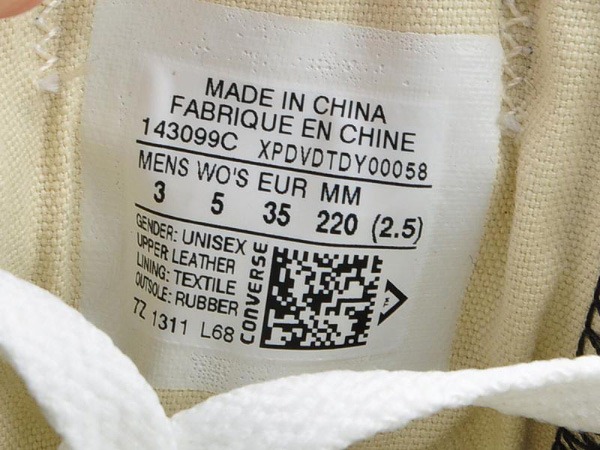 MADE IN CHINA
FABRIQUE EN CHINE
143099C XPDVDTDY00058
MENS WO'S EUR MM
3 5 35 220 (2.5)
GENDER: UNISEX
UPPER LEATHER
LINING: TEXTILE
OUTSOLE: RUBBER
7Z 1311 L68
CONVERSE
TM